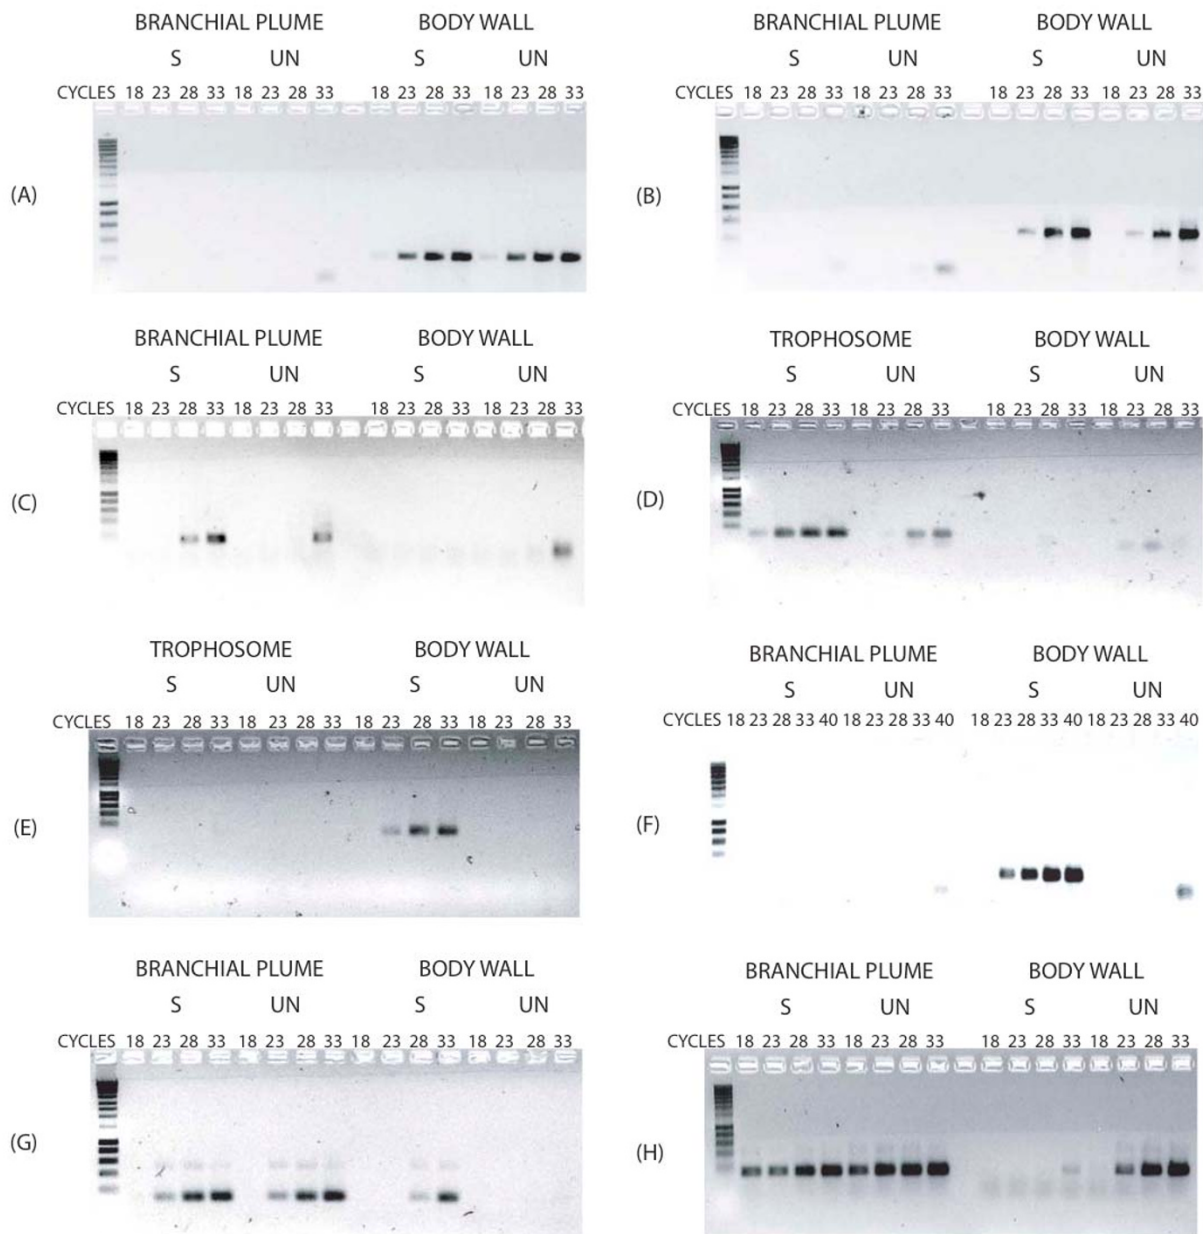 BRANCHIAL PLUME BODY WALL
S UN S UN
CYCLES 18 23 28 33 18 23 28 33 18 23 28 33 18 23 28 33
(A)
BRANCHIAL PLUME BODY WALL
S UN S UN
CYCLES 18 23 28 33 18 23 28 33 18 23 28 33 18 23 28 33
(B)
BRANCHIAL PLUME BODY WALL
S UN S UN
CYCLES 18 23 28 33 18 23 28 33 18 23 28 33 18 23 28 33
(C)
TROPHOSOME BODY WALL
S UN S UN
CYCLES 18 23 28 33 18 23 28 33 18 23 28 33 18 23 28 33
(D)
TROPHOSOME BODY WALL
S UN S UN
CYCLES 18 23 28 33 18 23 28 33 18 23 28 33 18 23 28 33
(E)
BRANCHIAL PLUME BODY WALL
S UN S UN
CYCLES 18 23 28 33 40 18 23 28 33 40 18 23 28 33 40 18 23 28 33 40
(F)
BRANCHIAL PLUME BODY WALL
S UN S UN
CYCLES 18 23 28 33 18 23 28 33 18 23 28 33 18 23 28 33
(G)
BRANCHIAL PLUME BODY WALL
S UN S UN
CYCLES 18 23 28 33 18 23 28 33 18 23 28 33 18 23 28 33
(H)